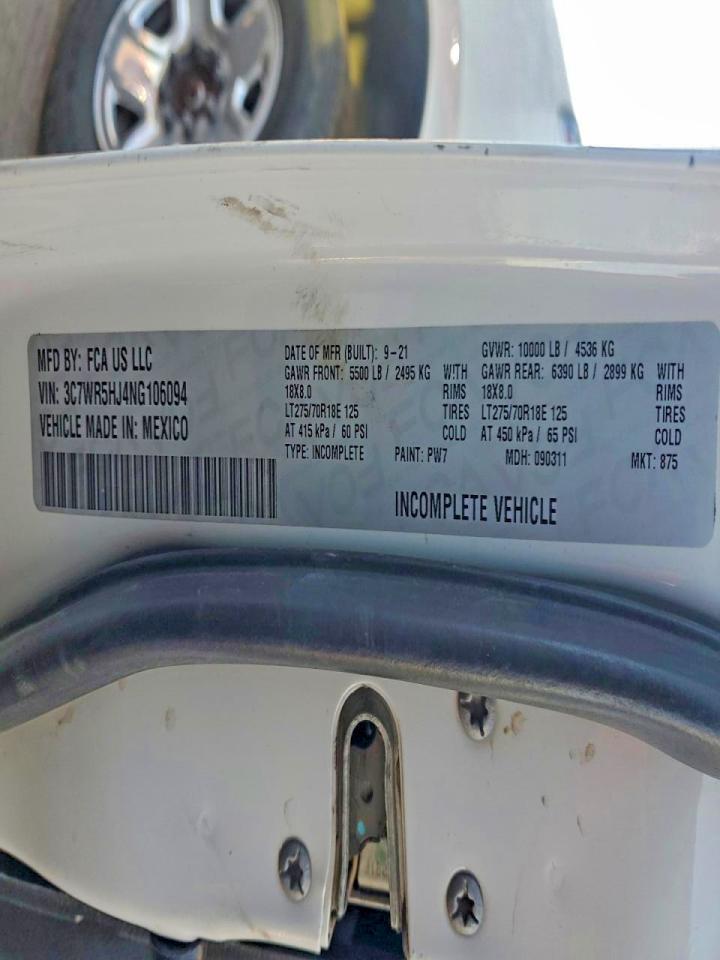 MFD BY: FCA US LLC
VIN: 3C7WR5HJ4NG106094
VEHICLE MADE IN: MEXICO
DATE OF MFR (BUILT): 9-21 GVWR: 10000 LB / 4536 KG
GAWR FRONT: 5500 LB / 2495 KG WITH GAWR REAR: 6390 LB / 2899 KG WITH
18X8.0 RIMS 18X8.0 RIMS
LT275/70R18E 125 TIRES LT275/70R18E 125 TIRES
AT 415 kPa / 60 PSI COLD AT 450 kPa / 65 PSI COLD
TYPE: INCOMPLETE PAINT: PW7 MDH: 090311 MKT: 875
INCOMPLETE VEHICLE